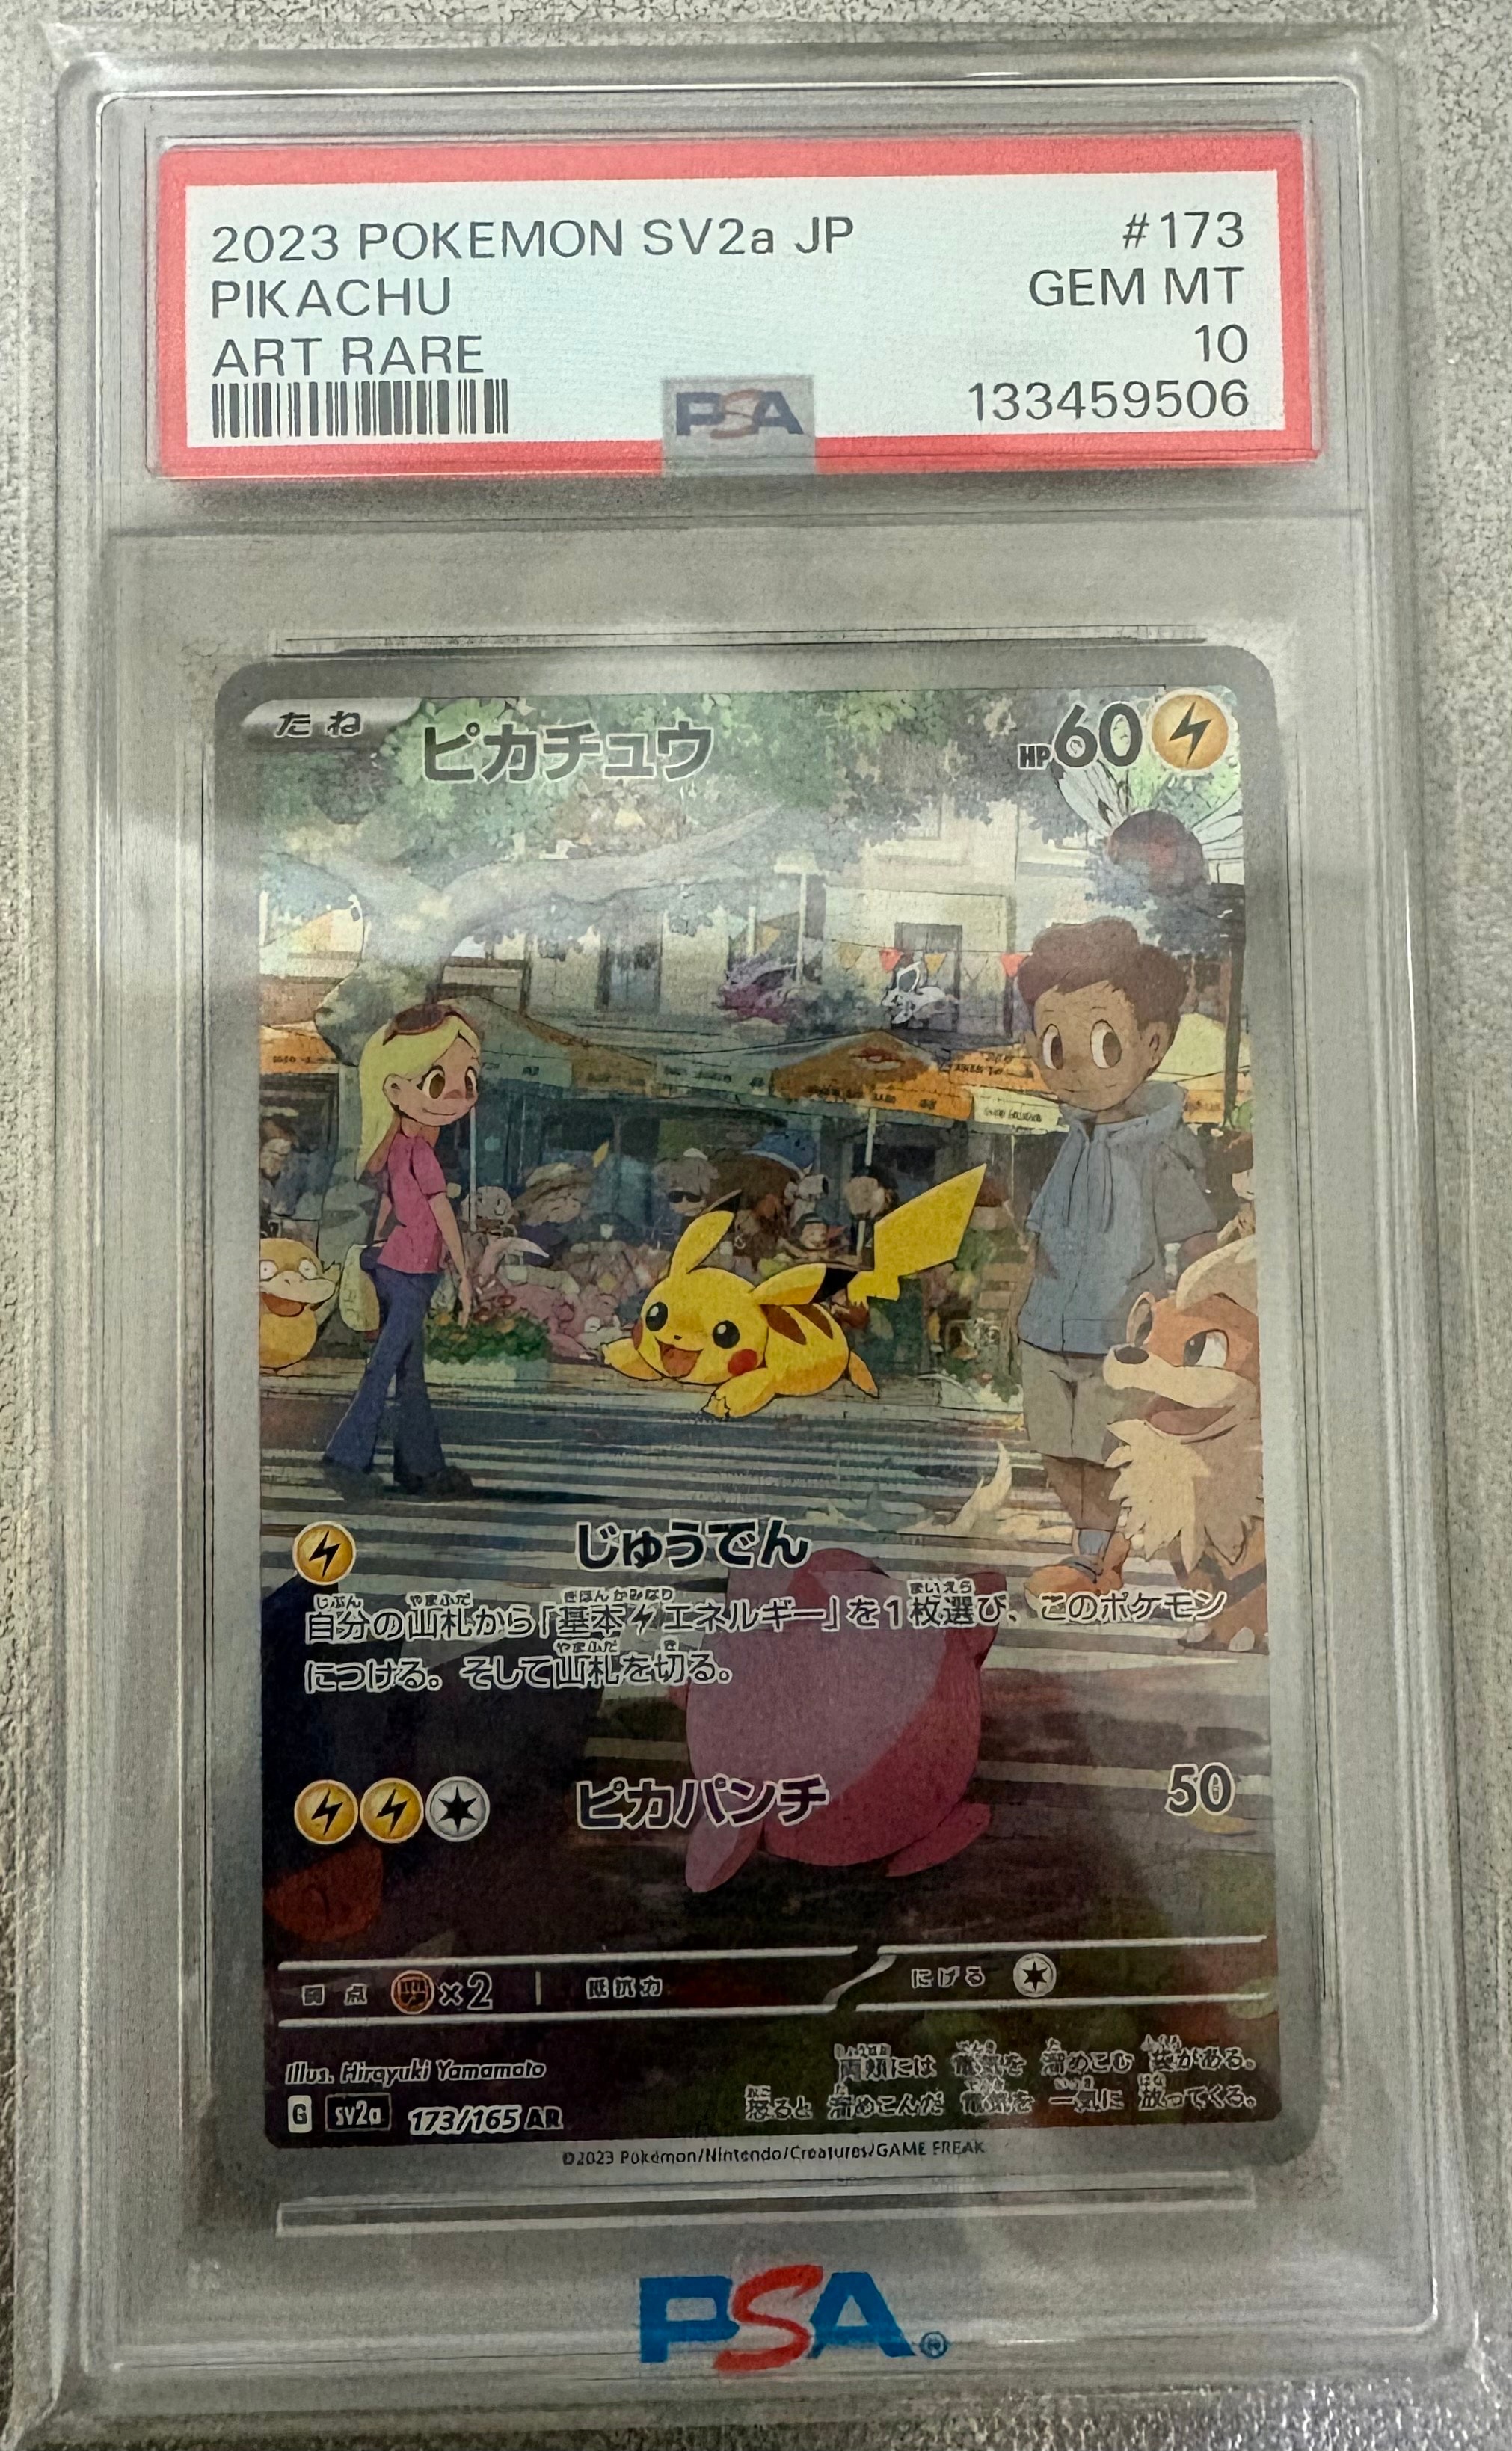 2023 POKEMON SV2a JP #173
PIKACHU GEM MT
ART RARE 10
PSA 133459506
たね ピカチュウ HP60
じゅうでん
自分の山札から「基本エネルギー」を1枚選び、このポケモン
につける。そして山札を切る。
ピカパンチ 50
弱点 ×2 抵抗力 にげる
Illus. Hiroyuki Yamamoto
両頬には 電気を 溜めこむ 袋がある。
怒ると 溜めこんだ 電気を 一気に 放ってくる。
G sv2a 173/165 AR
©2023 Pokémon/Nintendo/Creatures/GAME FREAK
PSA®